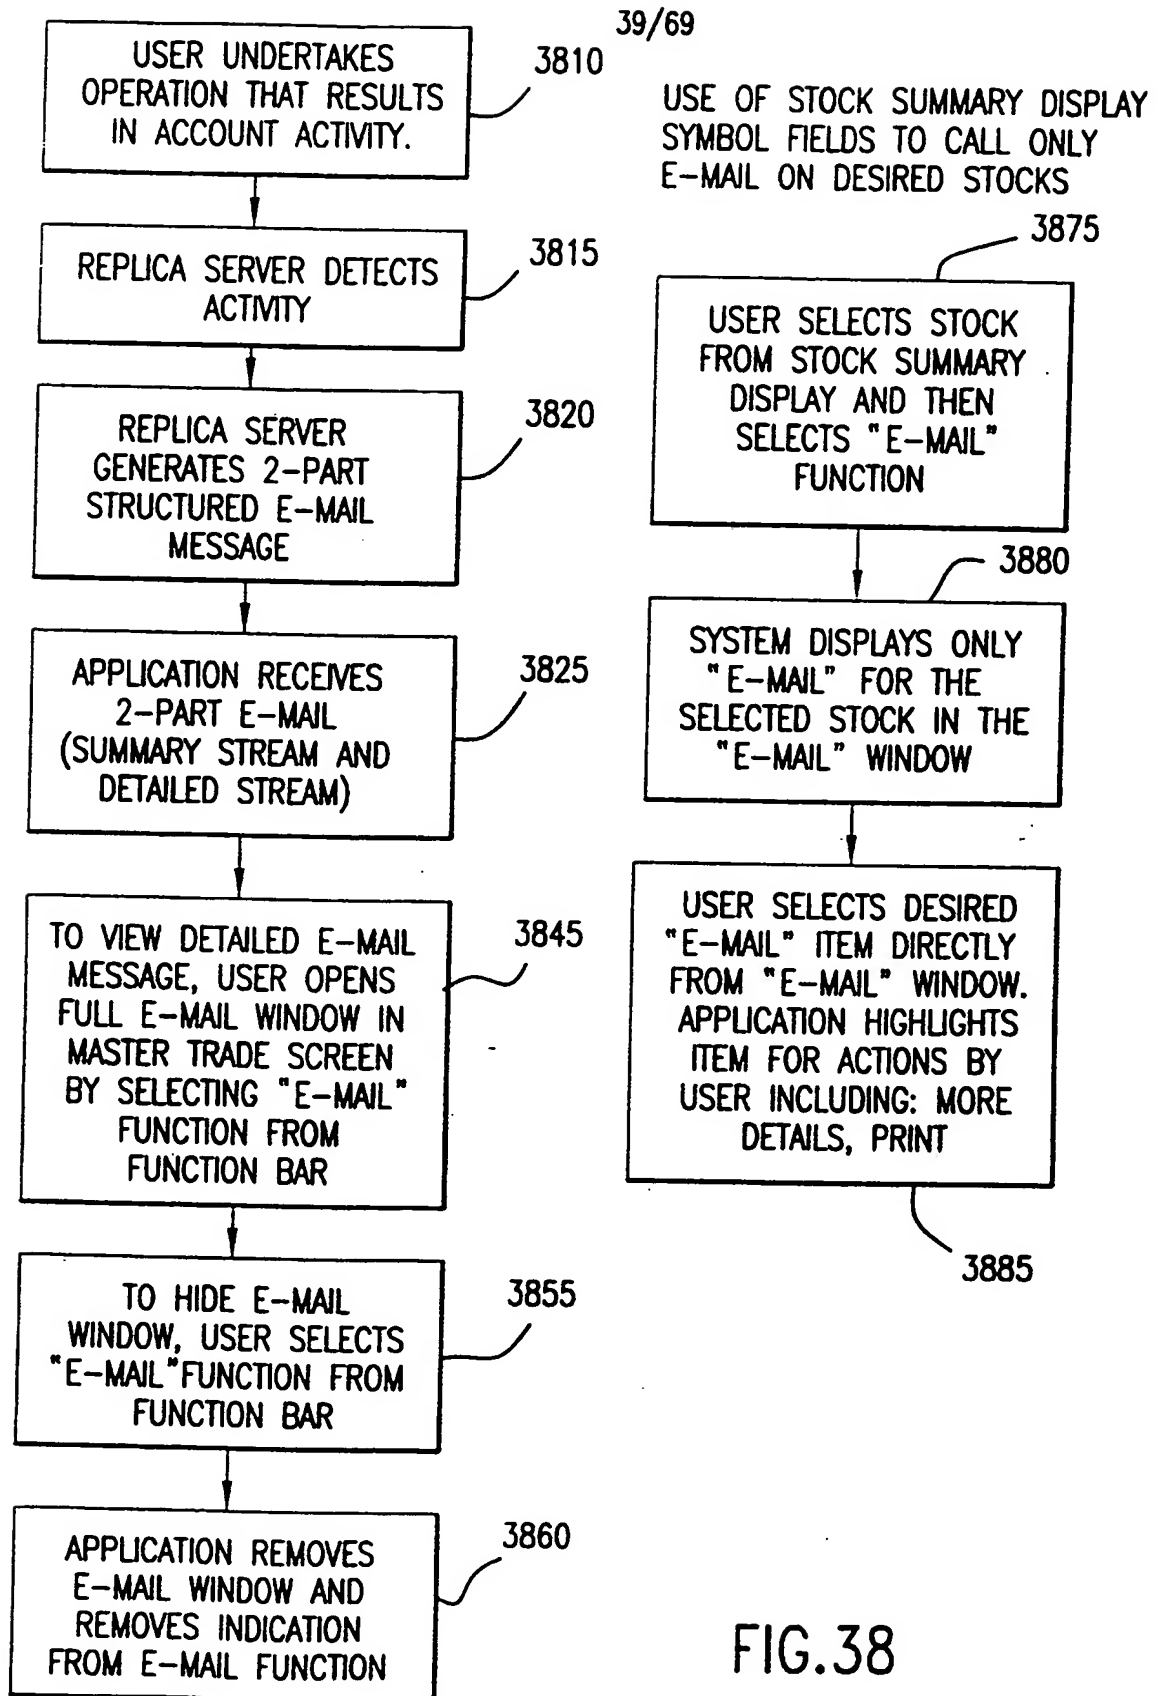 39/69
USER UNDERTAKES
OPERATION THAT RESULTS
IN ACCOUNT ACTIVITY.
3810
REPLICA SERVER DETECTS
ACTIVITY
3815
REPLICA SERVER
GENERATES 2-PART
STRUCTURED E-MAIL
MESSAGE
3820
APPLICATION RECEIVES
2-PART E-MAIL
(SUMMARY STREAM AND
DETAILED STREAM)
3825
TO VIEW DETAILED E-MAIL
MESSAGE, USER OPENS
FULL E-MAIL WINDOW IN
MASTER TRADE SCREEN
BY SELECTING "E-MAIL"
FUNCTION FROM
FUNCTION BAR
3845
TO HIDE E-MAIL
WINDOW, USER SELECTS
"E-MAIL"FUNCTION FROM
FUNCTION BAR
3855
APPLICATION REMOVES
E-MAIL WINDOW AND
REMOVES INDICATION
FROM E-MAIL FUNCTION
3860
USE OF STOCK SUMMARY DISPLAY
SYMBOL FIELDS TO CALL ONLY
E-MAIL ON DESIRED STOCKS
3875
USER SELECTS STOCK
FROM STOCK SUMMARY
DISPLAY AND THEN
SELECTS "E-MAIL"
FUNCTION
3880
SYSTEM DISPLAYS ONLY
"E-MAIL" FOR THE
SELECTED STOCK IN THE
"E-MAIL" WINDOW
USER SELECTS DESIRED
"E-MAIL" ITEM DIRECTLY
FROM "E-MAIL" WINDOW.
APPLICATION HIGHLIGHTS
ITEM FOR ACTIONS BY
USER INCLUDING: MORE
DETAILS, PRINT
3885
FIG.38